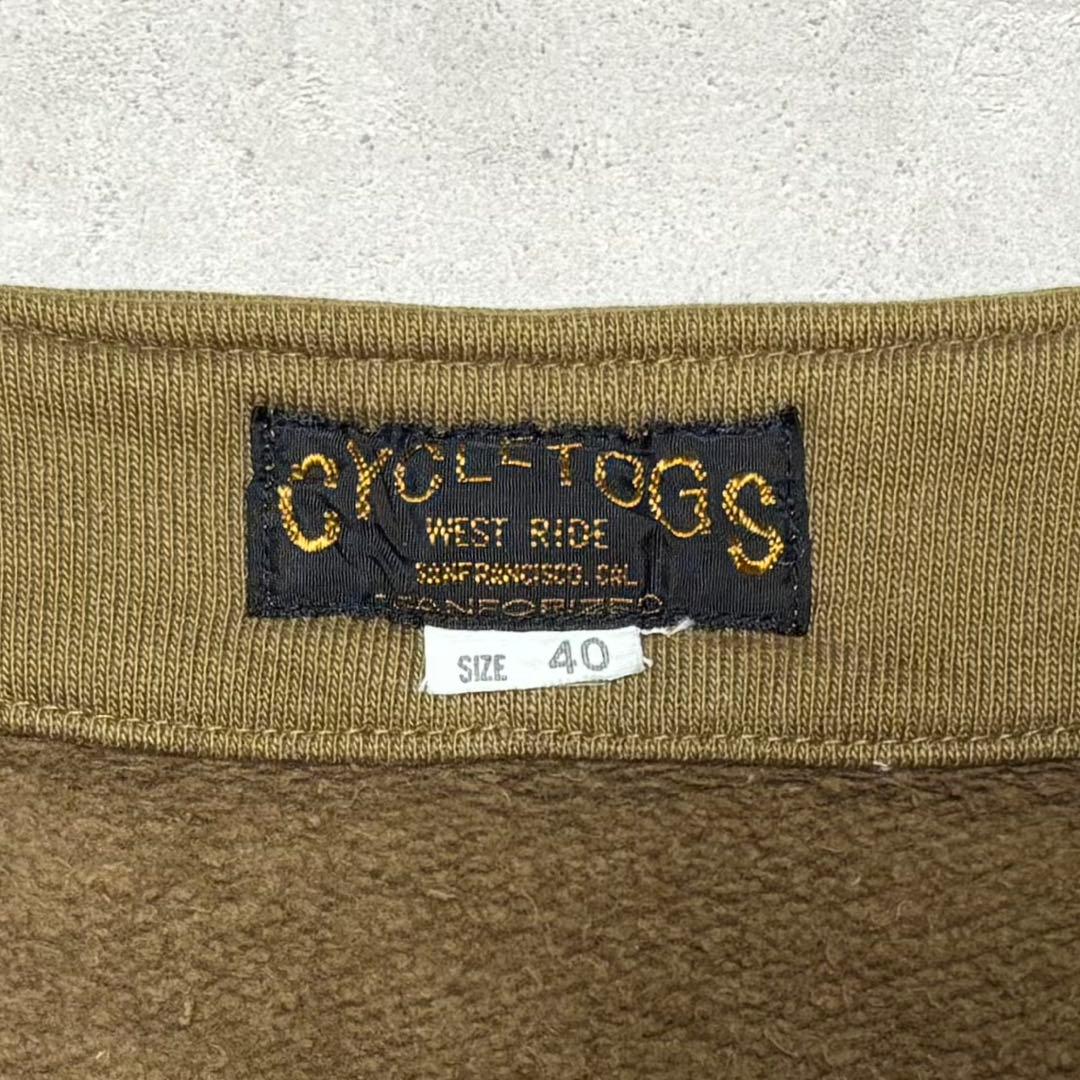 CYCLE TOGS
WEST RIDE
SANFRANCISCO. CAL
SANFORIZED
SIZE 40